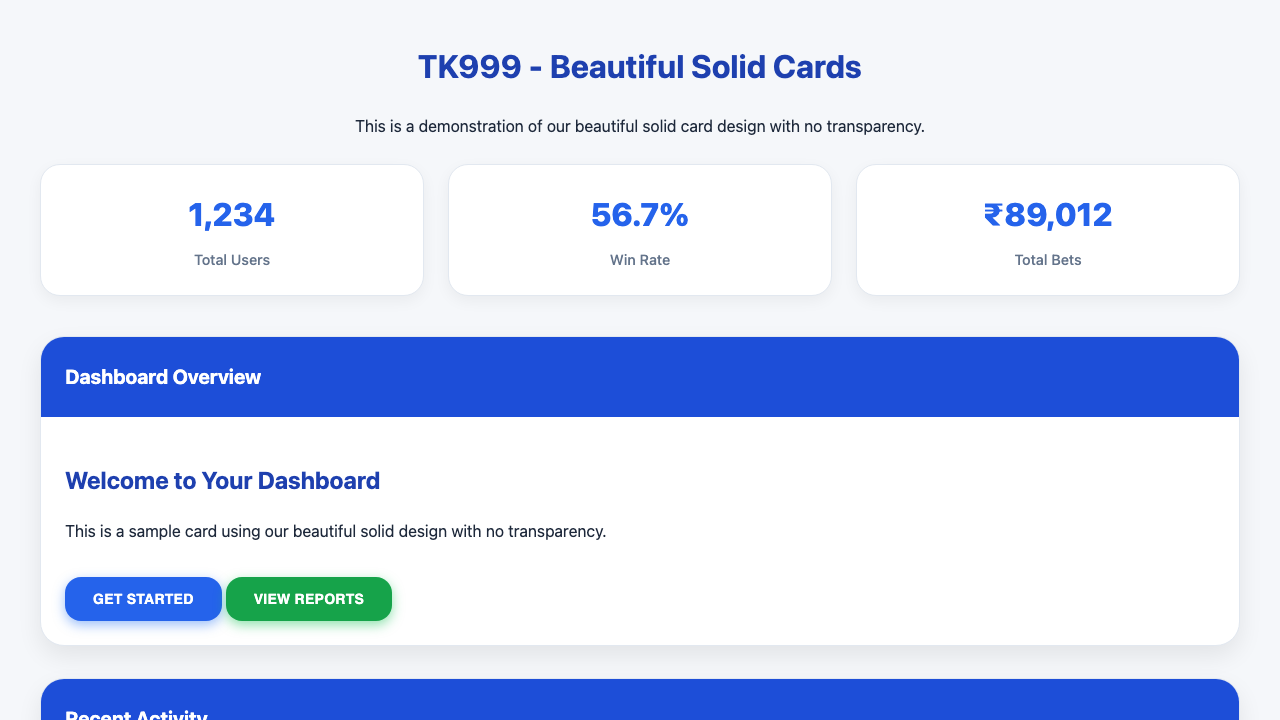 TK999 - Beautiful Solid Cards
This is a demonstration of our beautiful solid card design with no transparency.
1,234
Total Users
56.7%
Win Rate
₹89,012
Total Bets
Dashboard Overview
Welcome to Your Dashboard
This is a sample card using our beautiful solid design with no transparency.
GET STARTED
VIEW REPORTS
Recent Activity